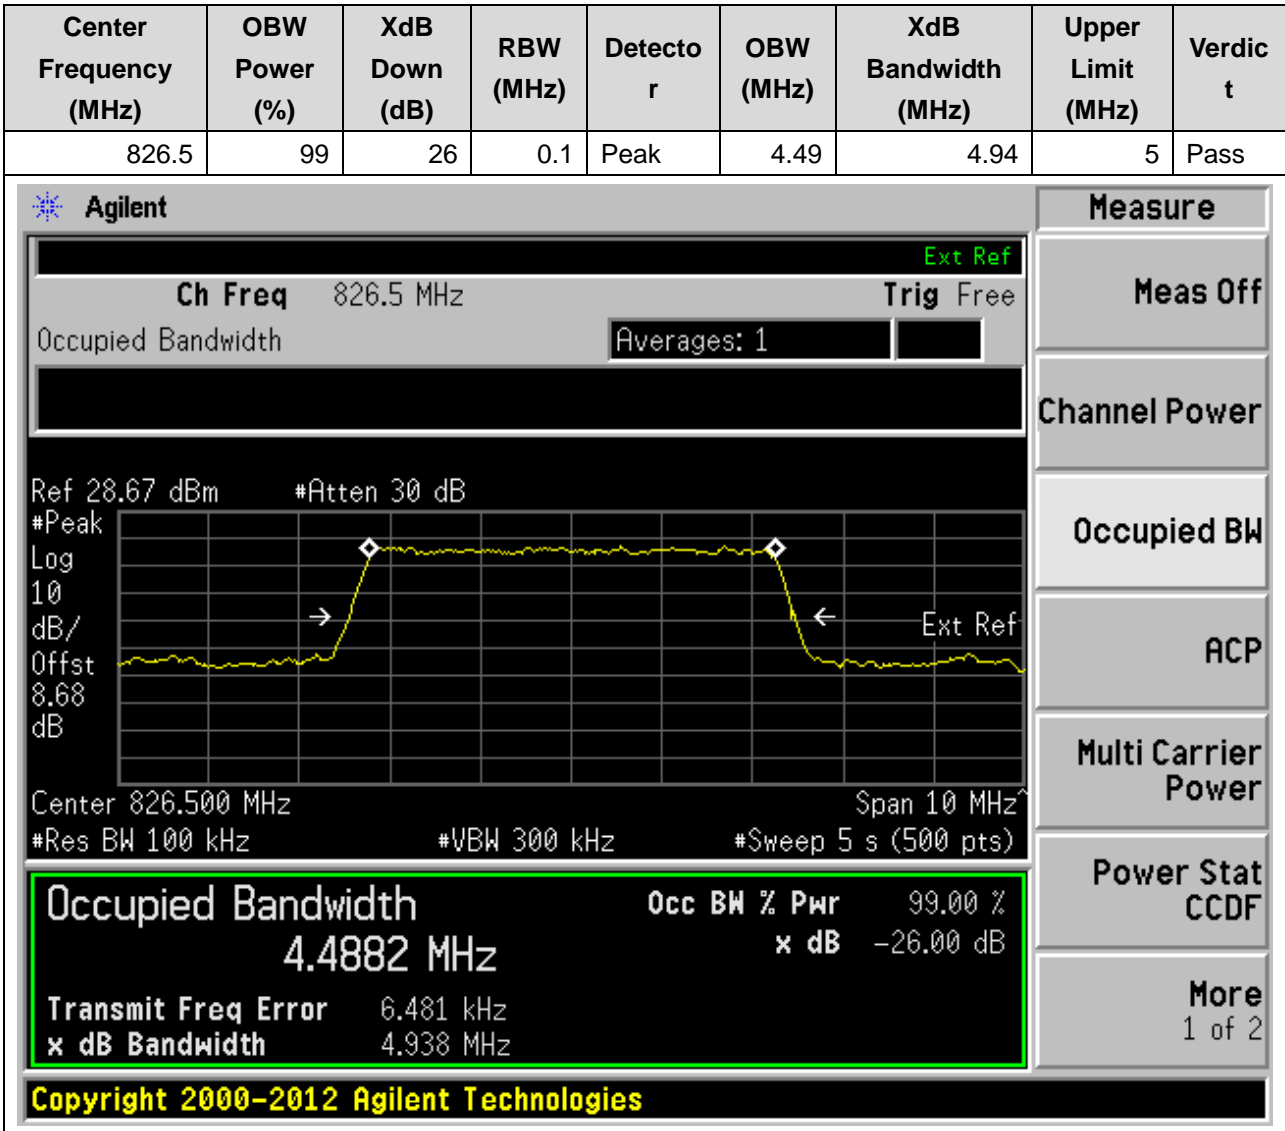 Center Frequency (MHz) OBW Power (%) XdB Down (dB) RBW (MHz) Detecto r OBW (MHz) XdB Bandwidth (MHz) Upper Limit (MHz) Verdic t
826.5 99 26 0.1 Peak 4.49 4.94 5 Pass
Agilent Measure
Ext Ref
Ch Freq 826.5 MHz Trig Free
Meas Off
Occupied Bandwidth Averages: 1
Channel Power
Ref 28.67 dBm #Atten 30 dB
#Peak
Log
10
dB/
Offst
8.68
dB
Ext Ref
Occupied BW
ACP
Center 826.500 MHz Span 10 MHz^
#Res BW 100 kHz #VBW 300 kHz #Sweep 5 s (500 pts)
Multi Carrier
Power
Occupied Bandwidth Occ BW % Pwr 99.00 %
4.4882 MHz x dB -26.00 dB
Transmit Freq Error 6.481 kHz
x dB Bandwidth 4.938 MHz
Power Stat
CCDF
More
1 of 2
Copyright 2000-2012 Agilent Technologies